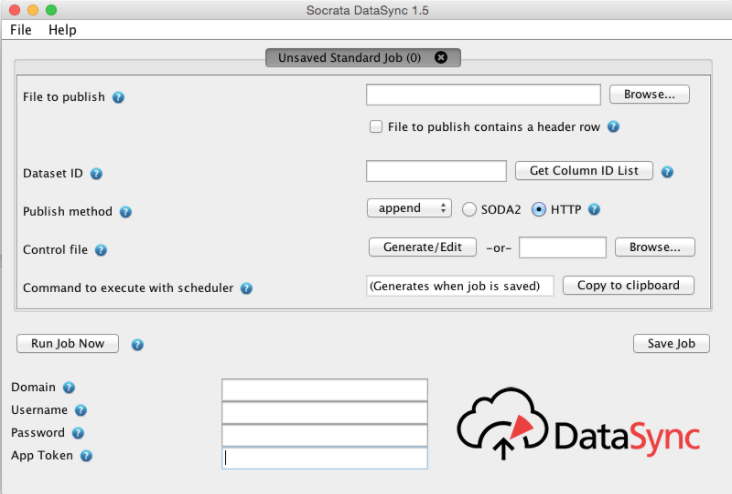 Socrata DataSync 1.5
File Help
Unsaved Standard Job (0)
File to publish ? Browse...
File to publish contains a header row ?
Dataset ID ? Get Column ID List ?
Publish method ? append SODA2 HTTP ?
Control file ? Generate/Edit -or- Browse...
Command to execute with scheduler ? (Generates when job is saved) Copy to clipboard
Run Job Now ? Save Job
Domain ?
Username ?
Password ?
App Token ?
DataSync